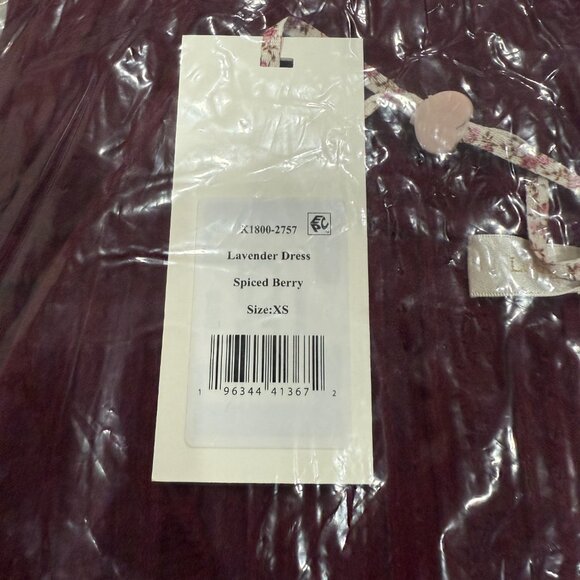 K1800-2757
Lavender Dress
Spiced Berry
Size:XS
1 96344 41367 2